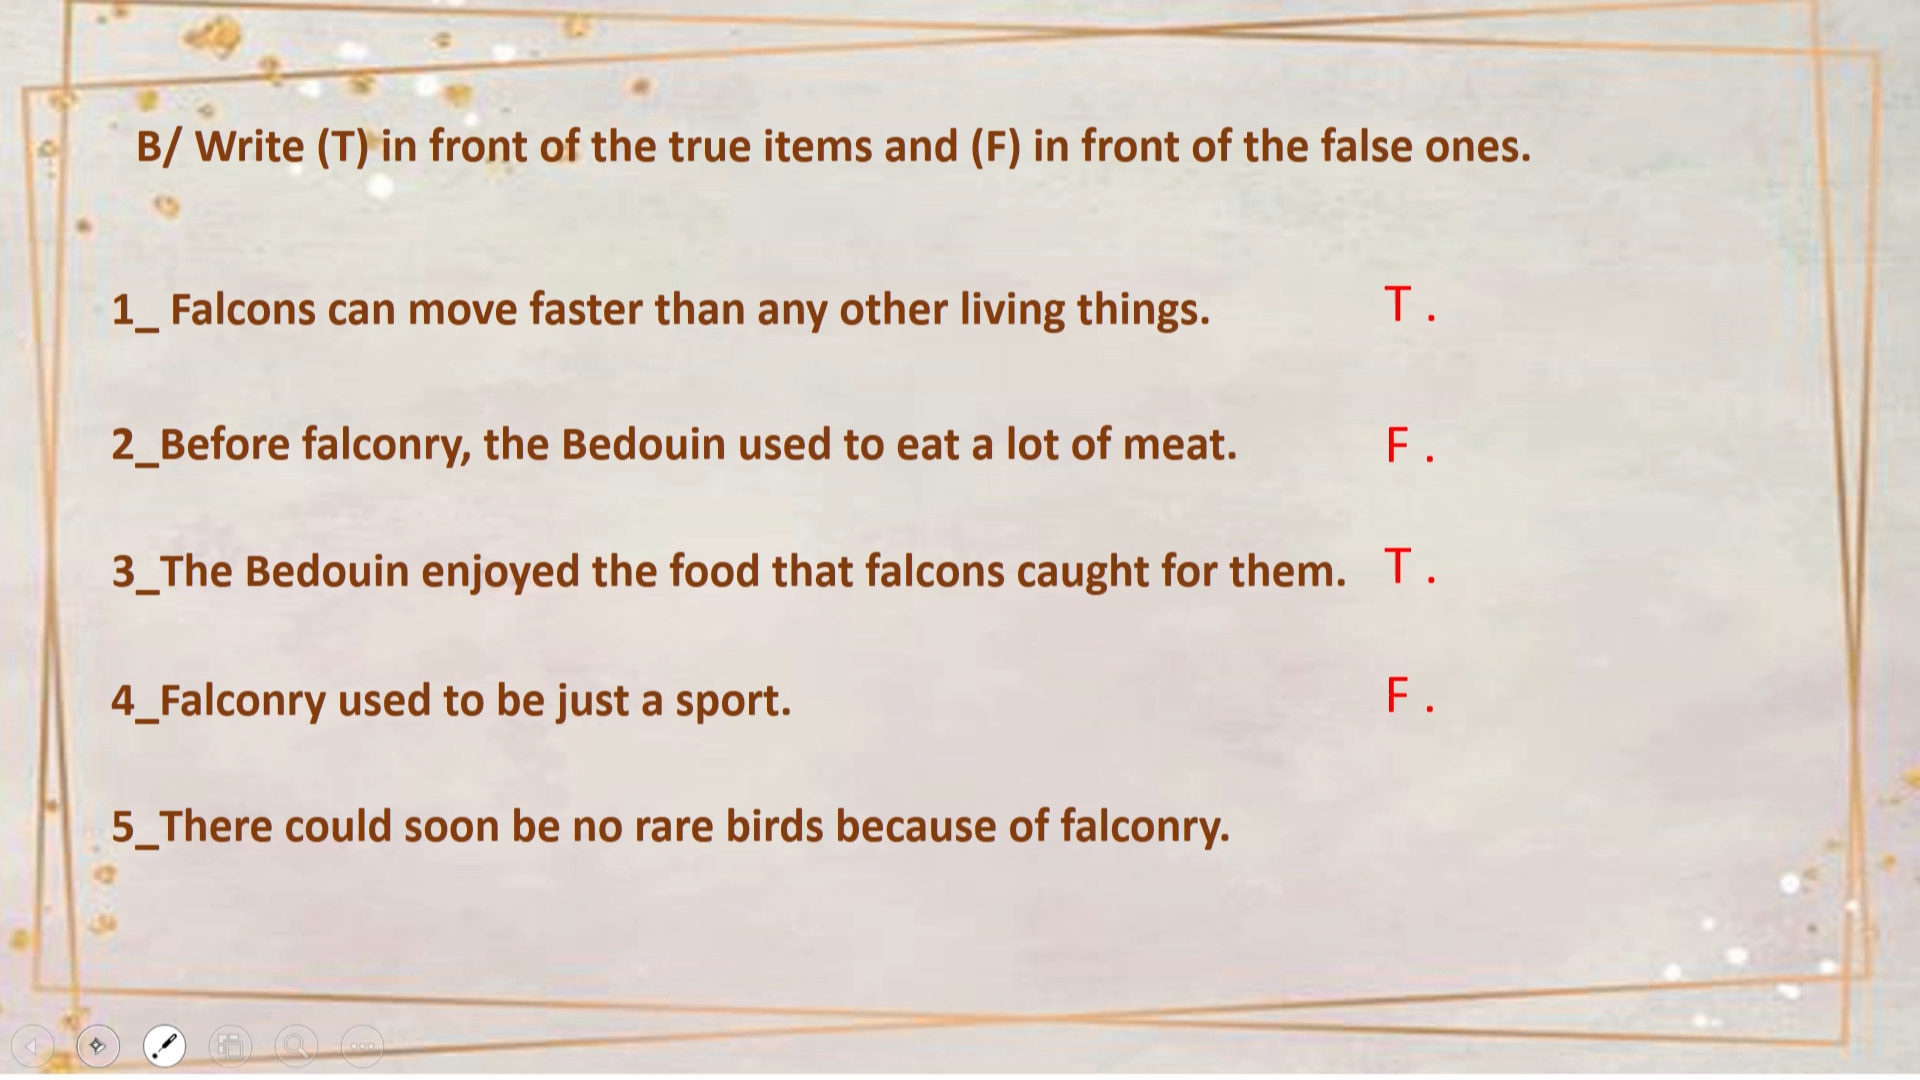 B/ Write (T) in front of the true items and (F) in front of the false ones.
1_ Falcons can move faster than any other living things. T .
2_Before falconry, the Bedouin used to eat a lot of meat. F .
3_The Bedouin enjoyed the food that falcons caught for them. T .
4_Falconry used to be just a sport. F .
5_There could soon be no rare birds because of falconry.